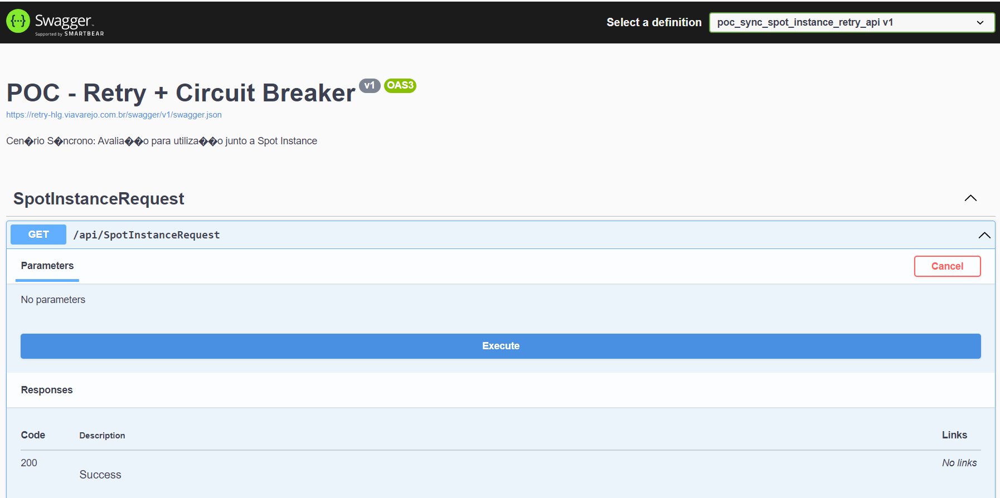 Swagger
Supported by SMARTBEAR
Select a definition
poc_sync_spot_instance_retry_api v1
POC - Retry + Circuit Breaker v1 OAS3
https://retry-hlg.viavarejo.com.br/swagger/v1/swagger.json
Cen�rio S�ncrono: Avalia��o para utiliza��o junto a Spot Instance
SpotInstanceRequest
GET /api/SpotInstanceRequest
Parameters
Cancel
No parameters
Execute
Responses
Code Description Links
200 No links
Success